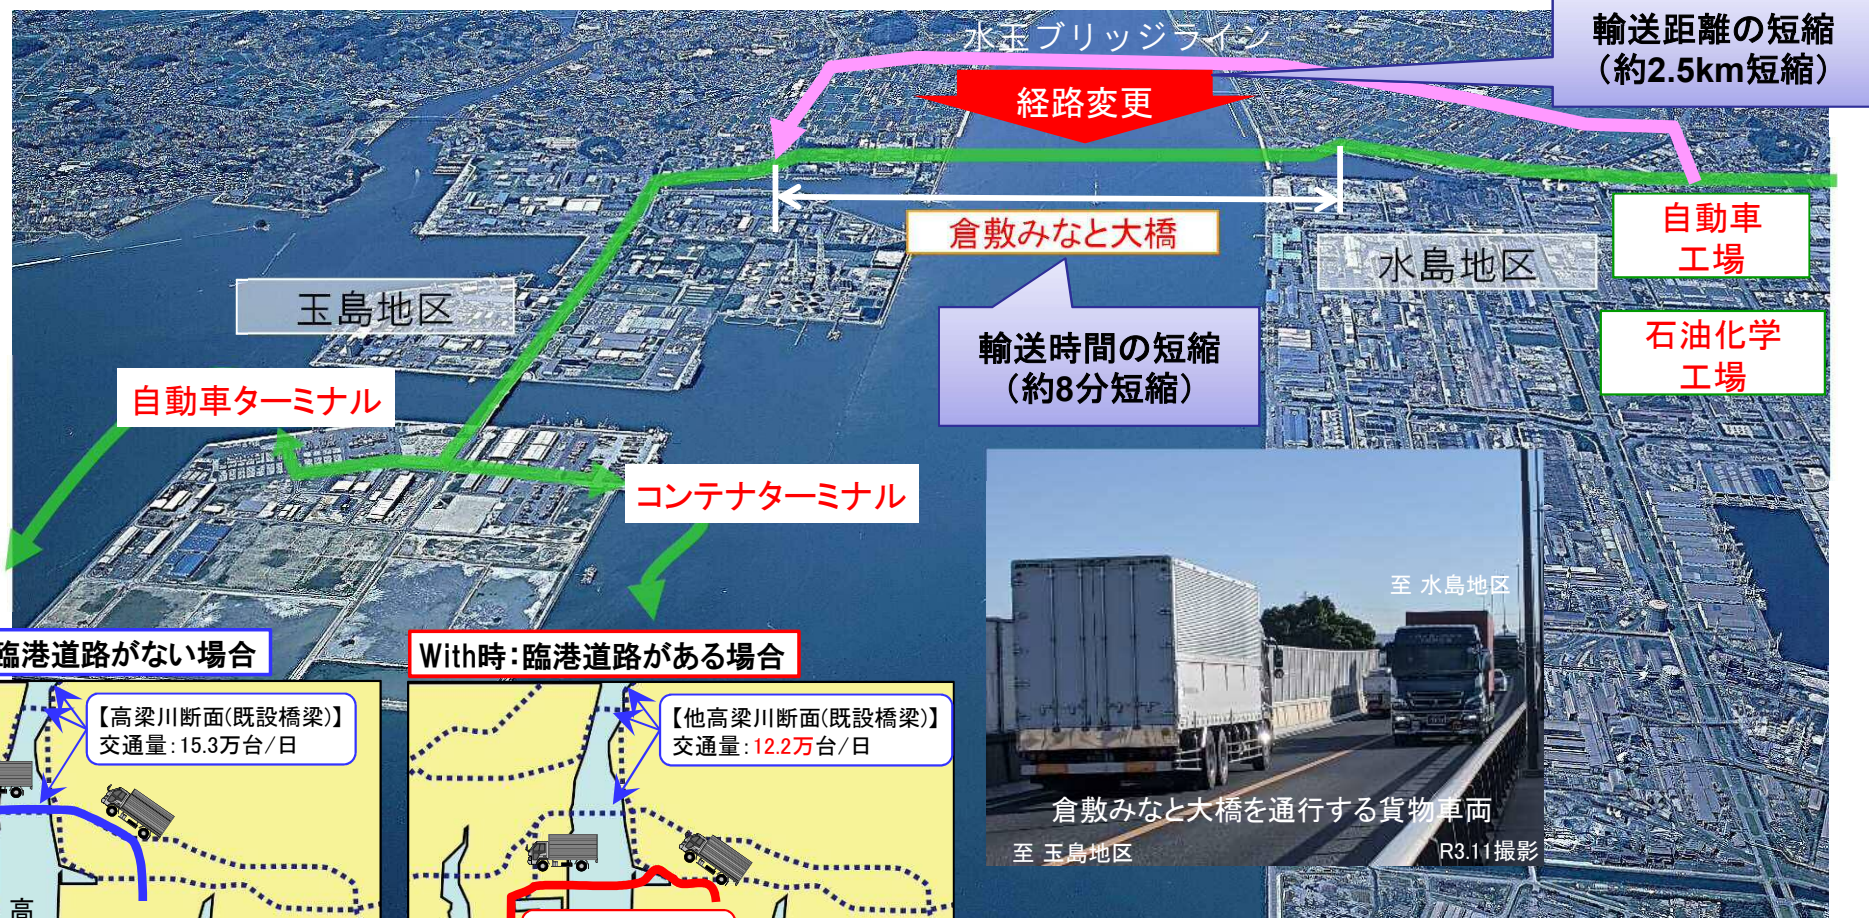 水玉ブリッジライン
輸送距離の短縮
（約2.5km短縮）
経路変更
倉敷みなと大橋
自動車
工場
水島地区
玉島地区
石油化学
工場
輸送時間の短縮
（約8分短縮）
自動車ターミナル
コンテナターミナル
至 水島地区
臨港道路がない場合
With時：臨港道路がある場合
【高梁川断面(既設橋梁)】
交通量：15.3万台/日
【他高梁川断面(既設橋梁)】
交通量：12.2万台/日
倉敷みなと大橋を通行する貨物車両
至 玉島地区
R3.11撮影
高